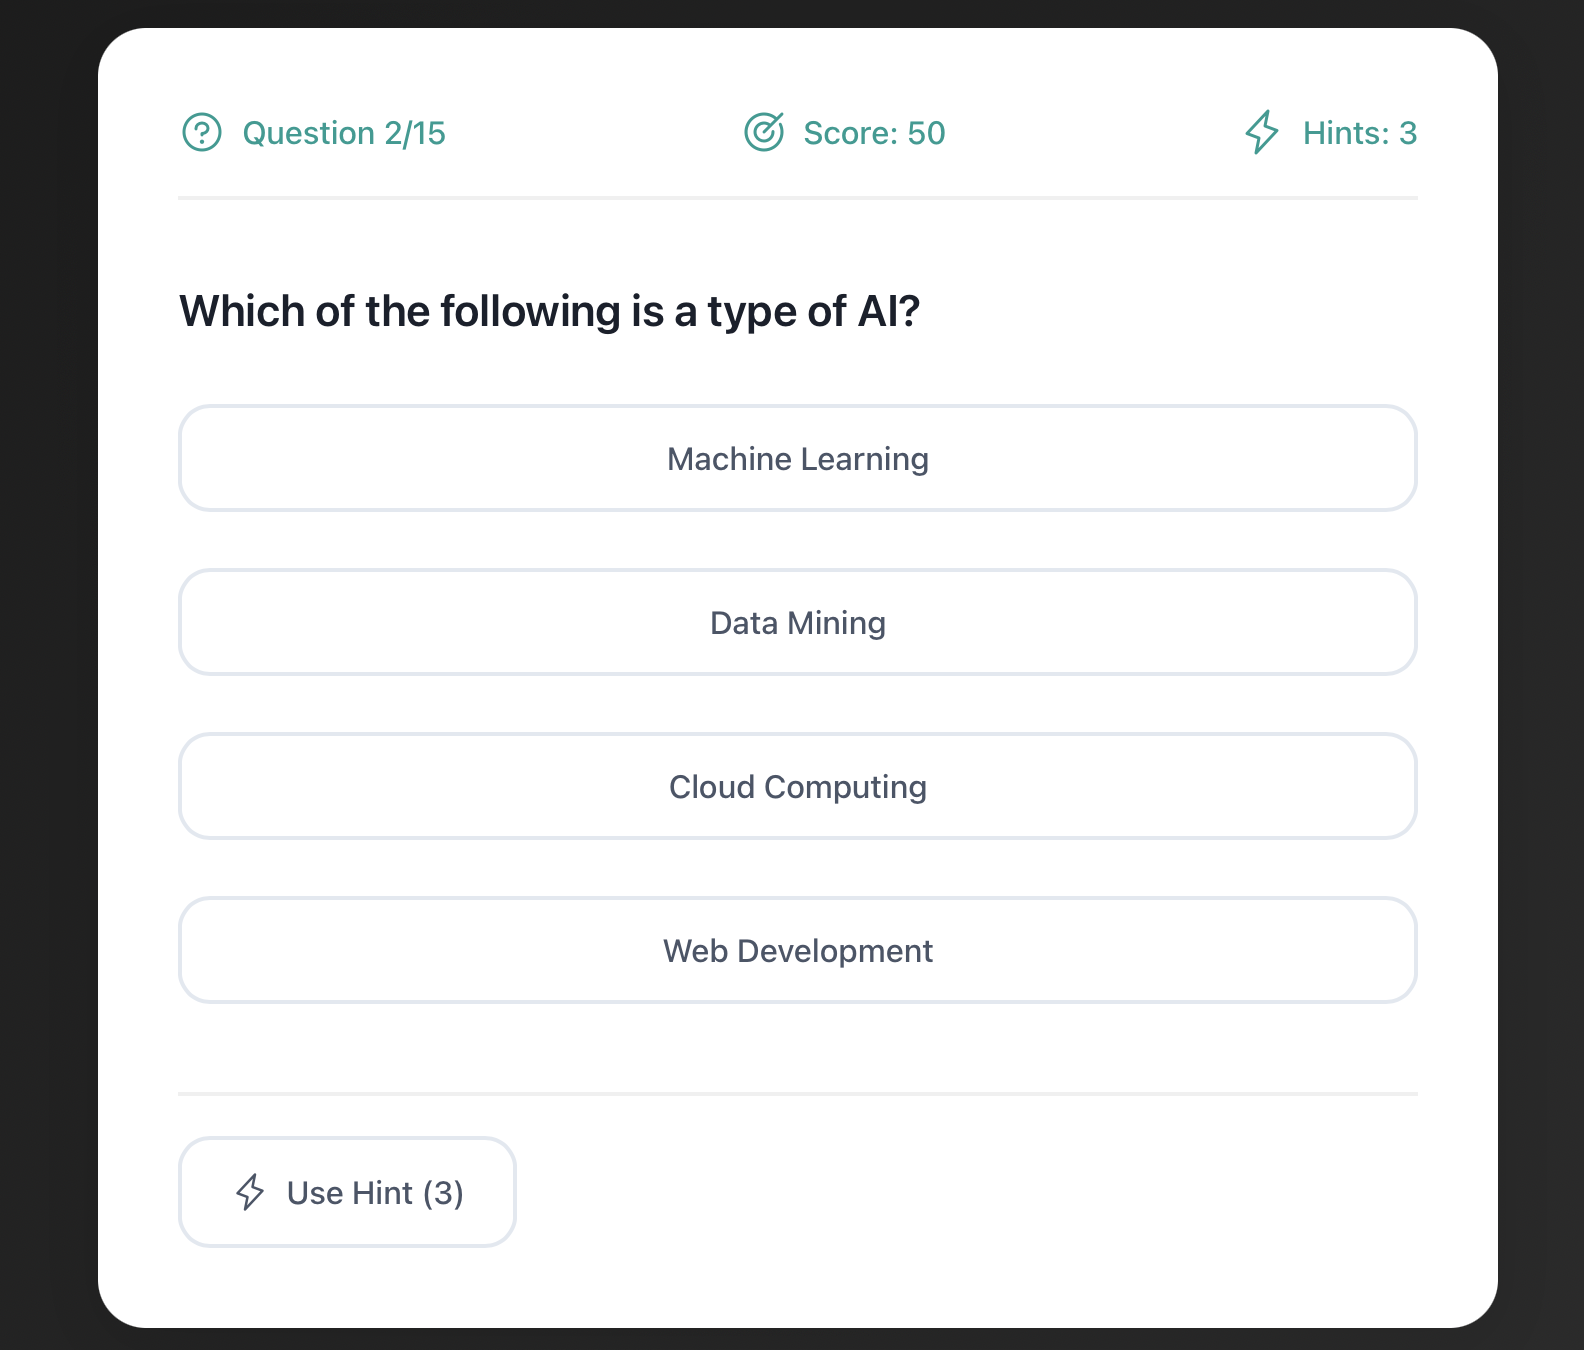 Question 2/15
Score: 50
Hints: 3
Which of the following is a type of AI?
Machine Learning
Data Mining
Cloud Computing
Web Development
Use Hint (3)